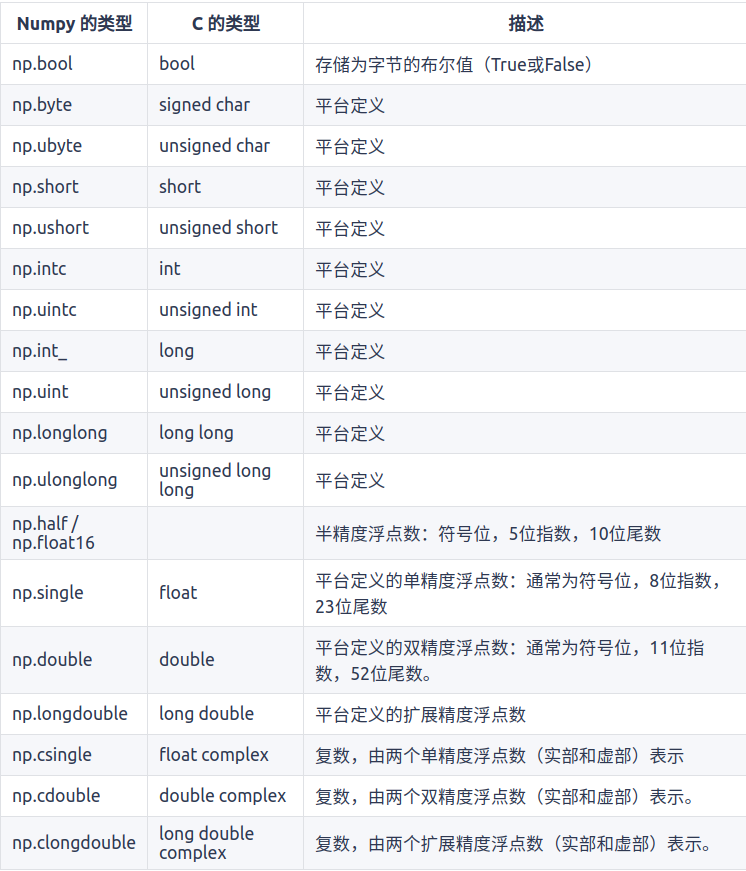 Numpy 的类型 C 的类型 描述
np.bool bool 存储为字节的布尔值（True或False）
np.byte signed char 平台定义
np.ubyte unsigned char 平台定义
np.short short 平台定义
np.ushort unsigned short 平台定义
np.intc int 平台定义
np.uintc unsigned int 平台定义
np.int_ long 平台定义
np.uint unsigned long 平台定义
np.longlong long long 平台定义
np.ulonglong unsigned long
long 平台定义
np.half /
np.float16 半精度浮点数：符号位，5位指数，10位尾数
np.single float 平台定义的单精度浮点数：通常为符号位，8位指数，
23位尾数
np.double double 平台定义的双精度浮点数：通常为符号位，11位指
数，52位尾数。
np.longdouble long double 平台定义的扩展精度浮点数
np.csingle float complex 复数，由两个单精度浮点数（实部和虚部）表示
np.cdouble double complex 复数，由两个双精度浮点数（实部和虚部）表示。
np.clongdouble long double
complex 复数，由两个扩展精度浮点数（实部和虚部）表示。